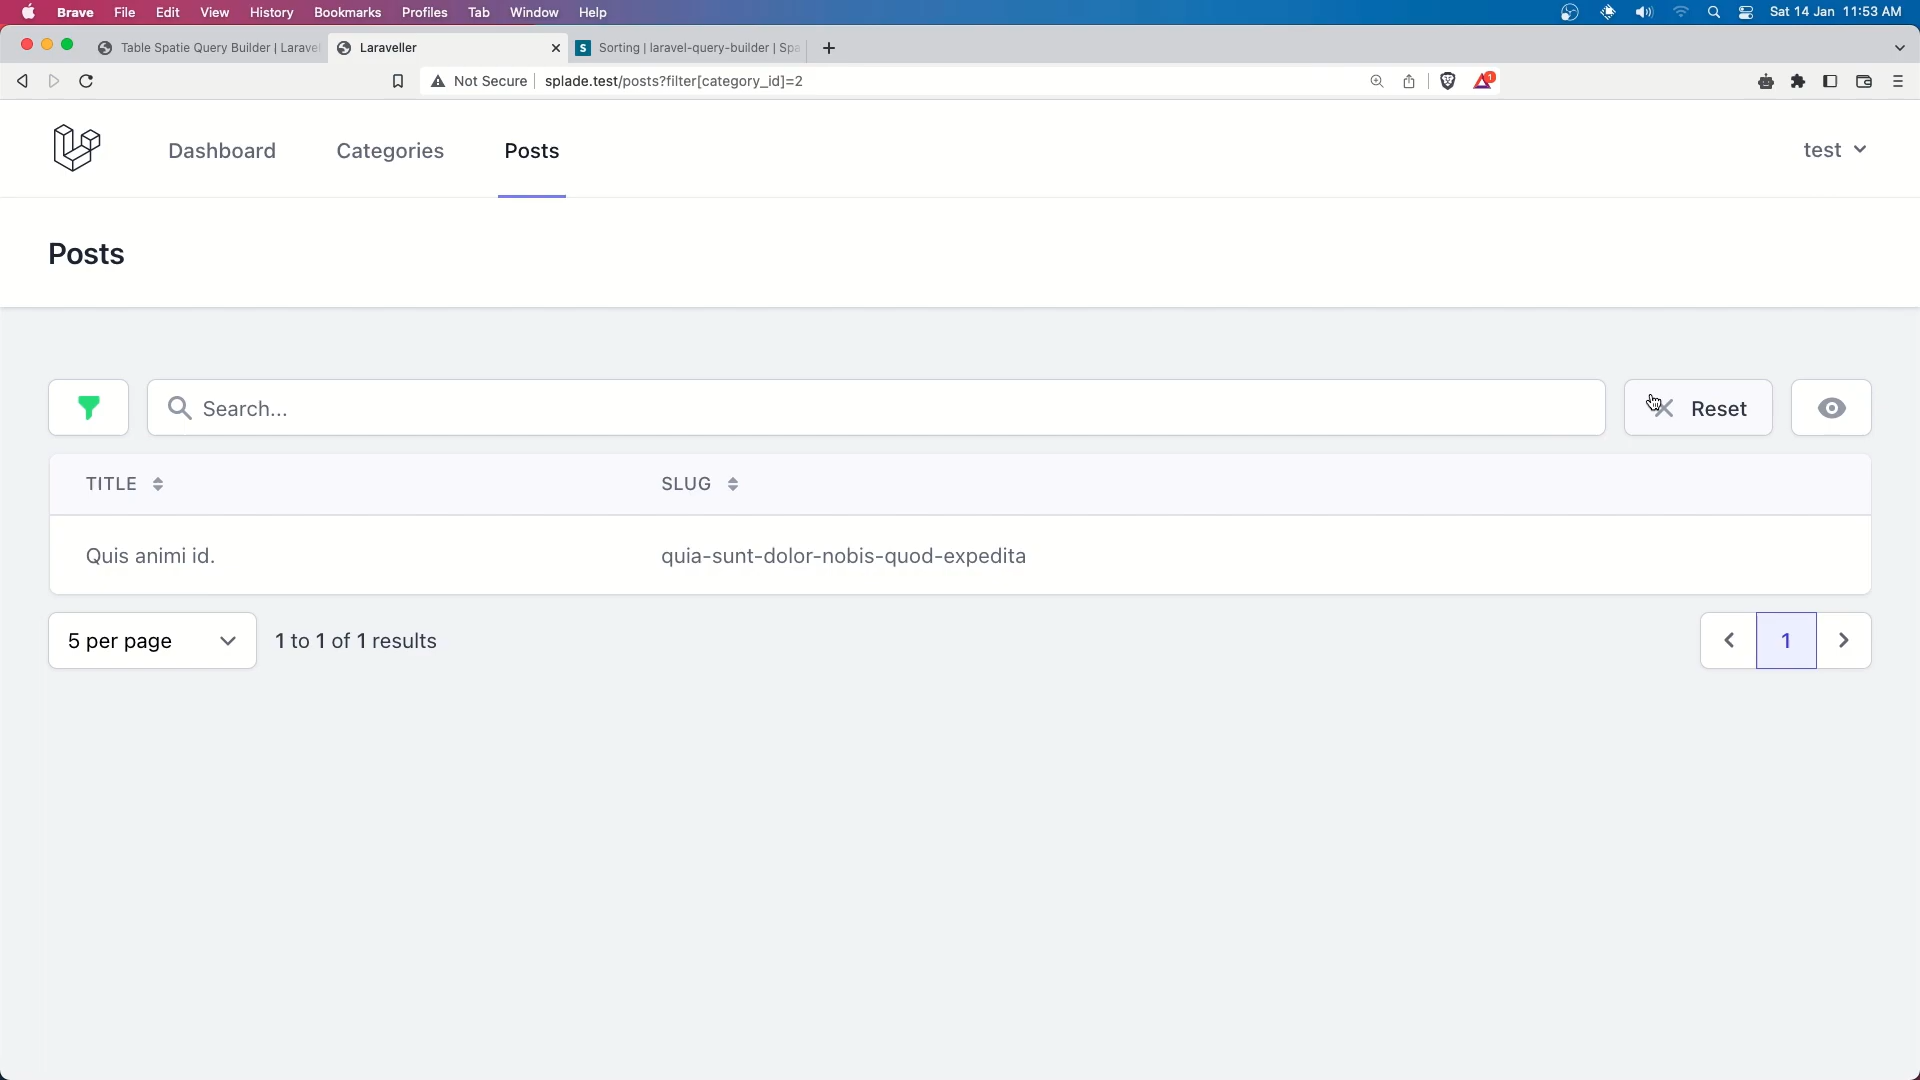 Brave File Edit View History Bookmarks Profiles Tab Window Help Sat 14 Jan 11:53 AM
Table Spatie Query Builder | Larave Laraveller Sorting | laravel-query-builder | Spa
Not Secure splade.test/posts?filter[category_id]=2 1
Dashboard Categories Posts test
Posts
Search... Reset
TITLE SLUG
Quis animi id. quia-sunt-dolor-nobis-quod-expedita
5 per page 1 to 1 of 1 results 1